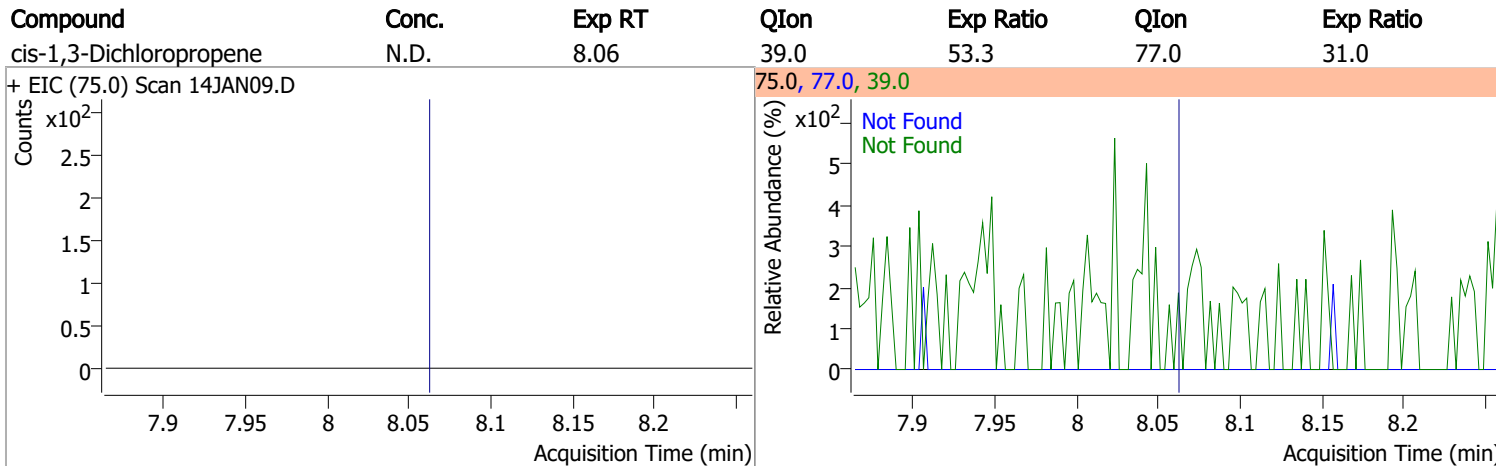 Compound Conc. Exp RT QIon Exp Ratio QIon Exp Ratio
cis-1,3-Dichloropropene N.D. 8.06 39.0 53.3 77.0 31.0
+ EIC (75.0) Scan 14JAN09.D
Counts
x10²
2.5
2
1.5
1
0.5
0
7.9 7.95 8 8.05 8.1 8.15 8.2
Acquisition Time (min)
75.0, 77.0, 39.0
Relative Abundance (%)
x10²
Not Found
Not Found
5
4
3
2
1
0
7.9 7.95 8 8.05 8.1 8.15 8.2
Acquisition Time (min)